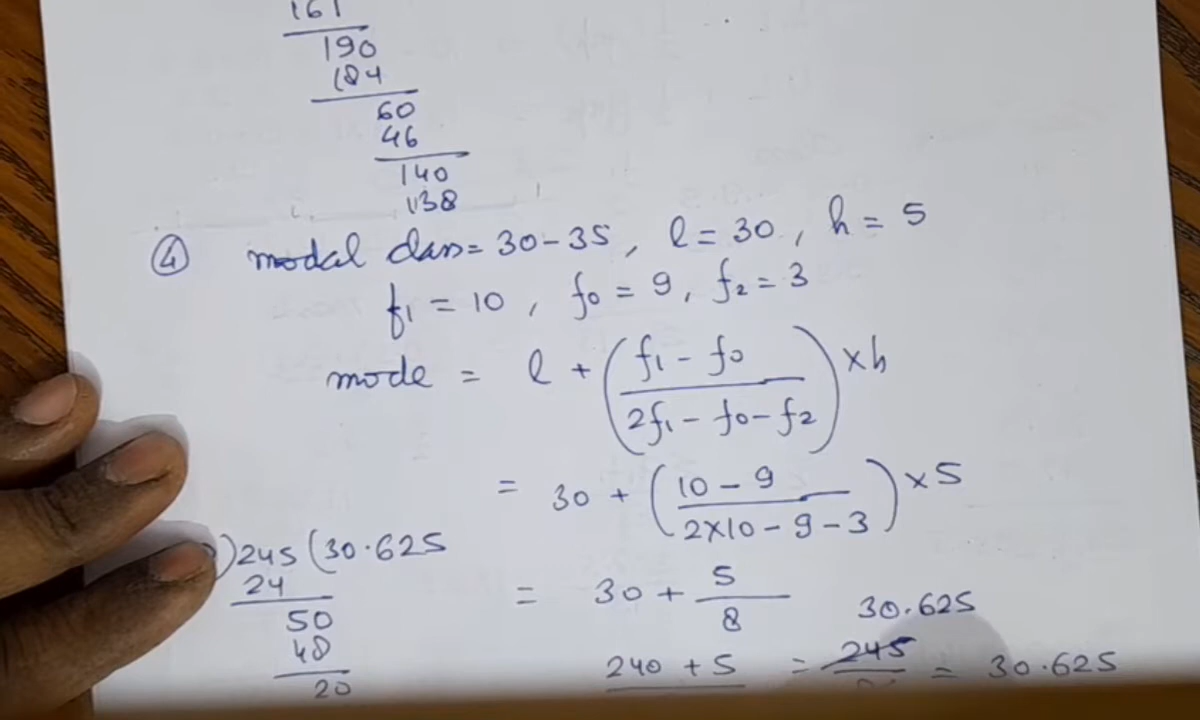 161
190
184
60
46
140
138
④ modal class = 30-35, l = 30, h = 5
f₁ = 10, f₀ = 9, f₂ = 3
mode = l + (f₁ - f₀ / 2f₁ - f₀ - f₂) × h
= 30 + (10 - 9 / 2×10 - 9 - 3) × 5
)245(30.625
24
50
48
20
= 30 + 5/8
30.625
240 + 5 = 245 = 30.625